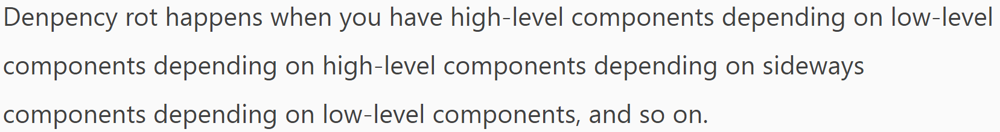 Denpency rot happens when you have high-level components depending on low-level
components depending on high-level components depending on sideways
components depending on low-level components, and so on.